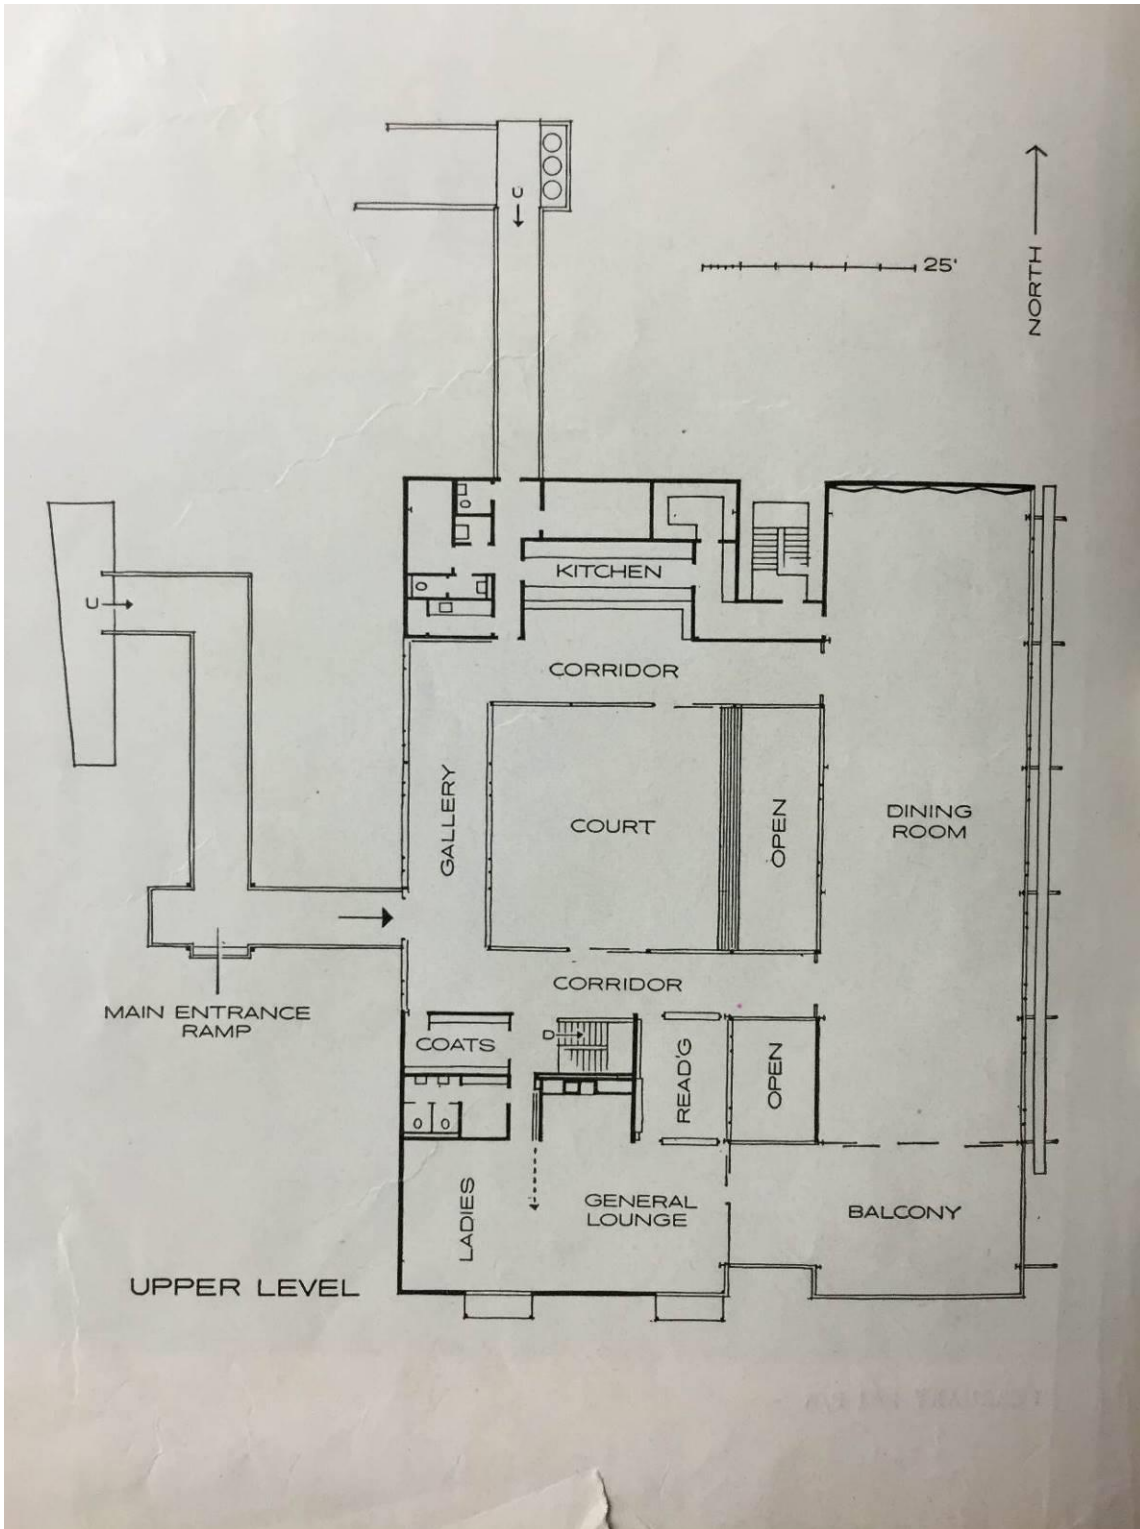 U
25'
NORTH
U
KITCHEN
CORRIDOR
GALLERY
COURT
OPEN
DINING
ROOM
CORRIDOR
MAIN ENTRANCE
RAMP
COATS
D
READ'G
OPEN
LADIES
GENERAL
LOUNGE
BALCONY
UPPER LEVEL